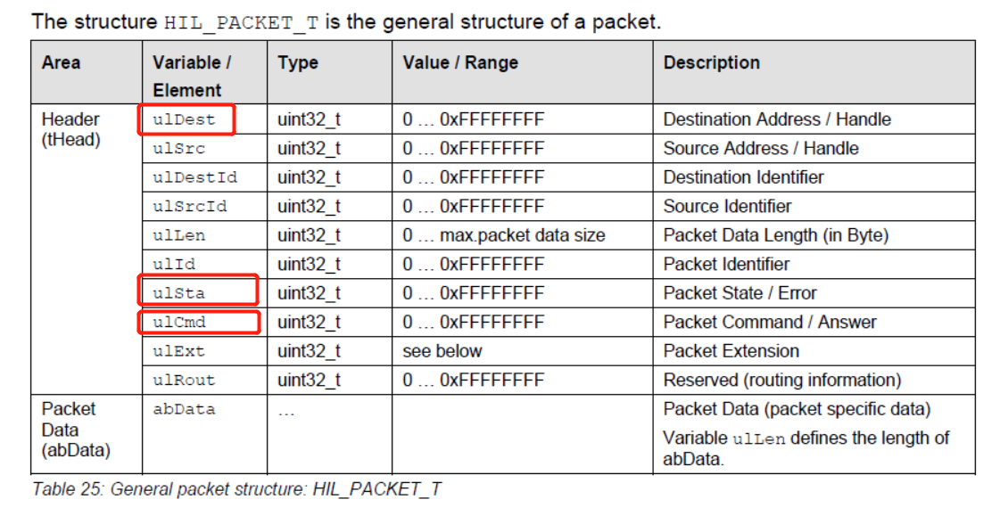 The structure HIL_PACKET_T is the general structure of a packet.
Area Variable / Element Type Value / Range Description
Header (tHead) ulDest uint32_t 0 ... 0xFFFFFFFF Destination Address / Handle
ulSrc uint32_t 0 ... 0xFFFFFFFF Source Address / Handle
ulDestId uint32_t 0 ... 0xFFFFFFFF Destination Identifier
ulSrcId uint32_t 0 ... 0xFFFFFFFF Source Identifier
ulLen uint32_t 0 ... max.packet data size Packet Data Length (in Byte)
ulId uint32_t 0 ... 0xFFFFFFFF Packet Identifier
ulSta uint32_t 0 ... 0xFFFFFFFF Packet State / Error
ulCmd uint32_t 0 ... 0xFFFFFFFF Packet Command / Answer
ulExt uint32_t see below Packet Extension
ulRout uint32_t 0 ... 0xFFFFFFFF Reserved (routing information)
Packet Data (abData) abData ... Packet Data (packet specific data)
Variable ulLen defines the length of
abData.
Table 25: General packet structure: HIL_PACKET_T